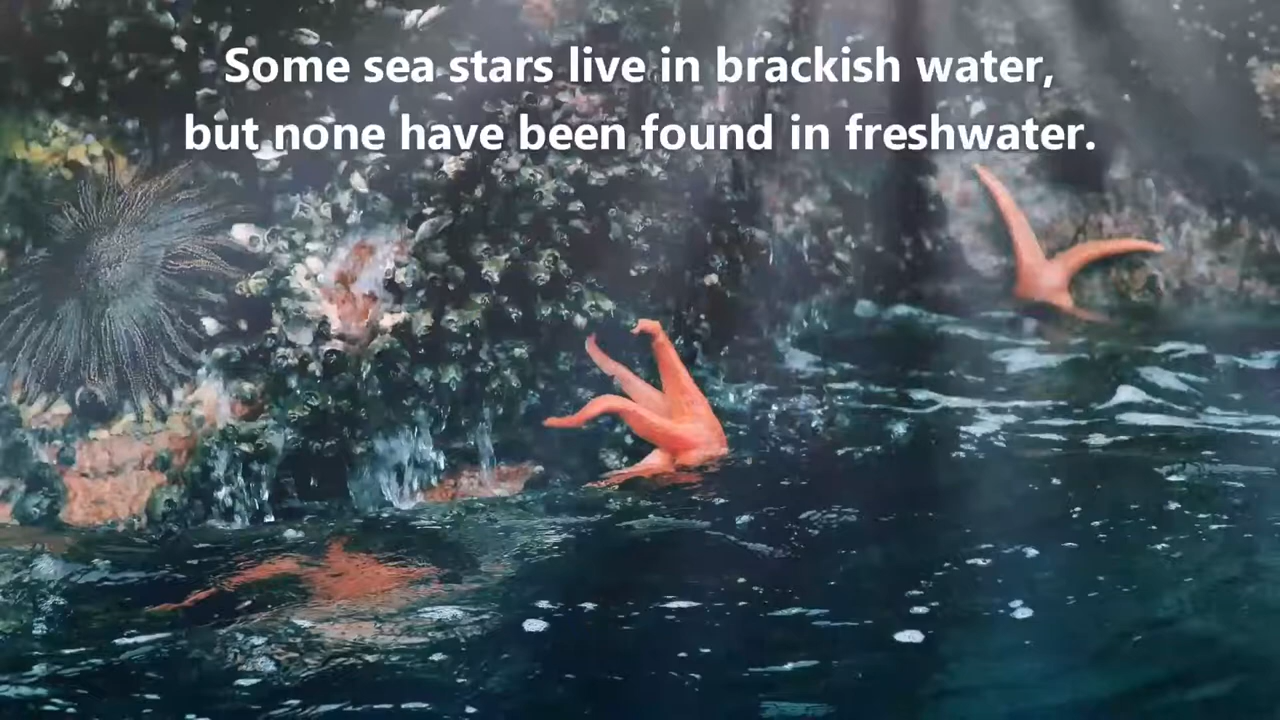 Some sea stars live in brackish water,
but none have been found in freshwater.